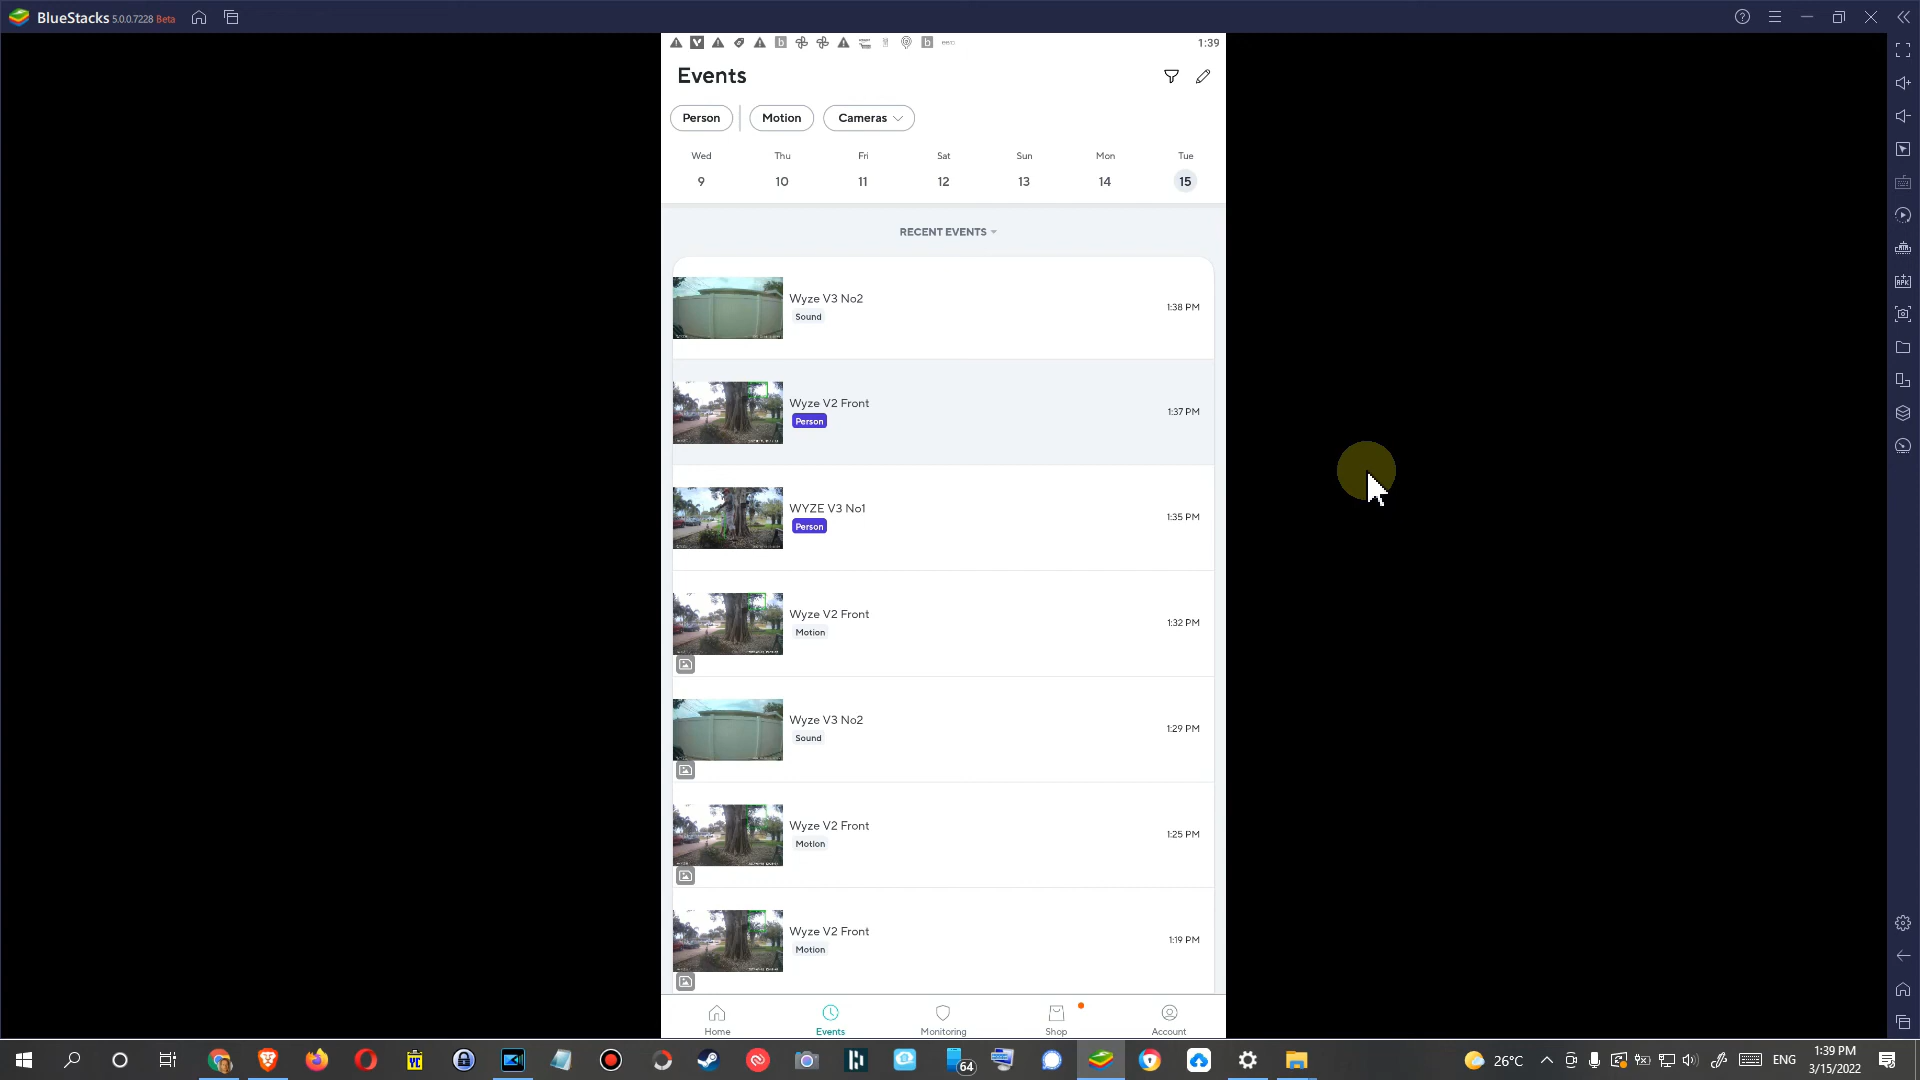 BlueStacks 5.0.0.7228 Beta
1:39
Events
Person Motion Cameras
Wed Thu Fri Sat Sun Mon Tue
9 10 11 12 13 14 15
RECENT EVENTS
Wyze V3 No2
Sound
1:38 PM
Wyze V2 Front
Person
1:37 PM
WYZE V3 No1
Person
1:35 PM
Wyze V2 Front
Motion
1:32 PM
Wyze V3 No2
Sound
1:29 PM
Wyze V2 Front
Motion
1:25 PM
Wyze V2 Front
Motion
1:19 PM
Home Events Monitoring Shop Account
64
26°C
ENG
1:39 PM
3/15/2022